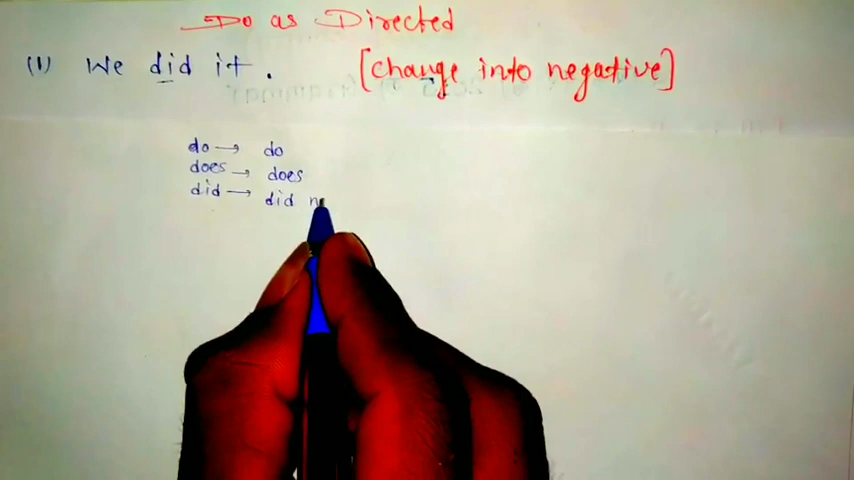 Do as Directed
(1) We did it. [change into negative]
do → do
does → does
did → did n